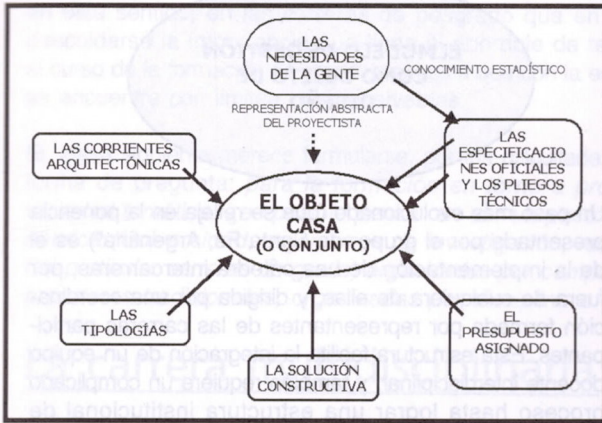 LAS
NECESIDADES
DE LA GENTE
CONOCIMIENTO ESTADÍSTICO
REPRESENTACIÓN ABSTRACTA
DEL PROYECTISTA
LAS CORRIENTES
ARQUITECTÓNICAS
LAS
ESPECIFICACIO
NES OFICIALES
Y LOS PLIEGOS
TÉCNICOS
EL OBJETO
CASA
(O CONJUNTO)
LAS
TIPOLOGÍAS
LA SOLUCIÓN
CONSTRUCTIVA
EL
PRESUPUESTO
ASIGNADO